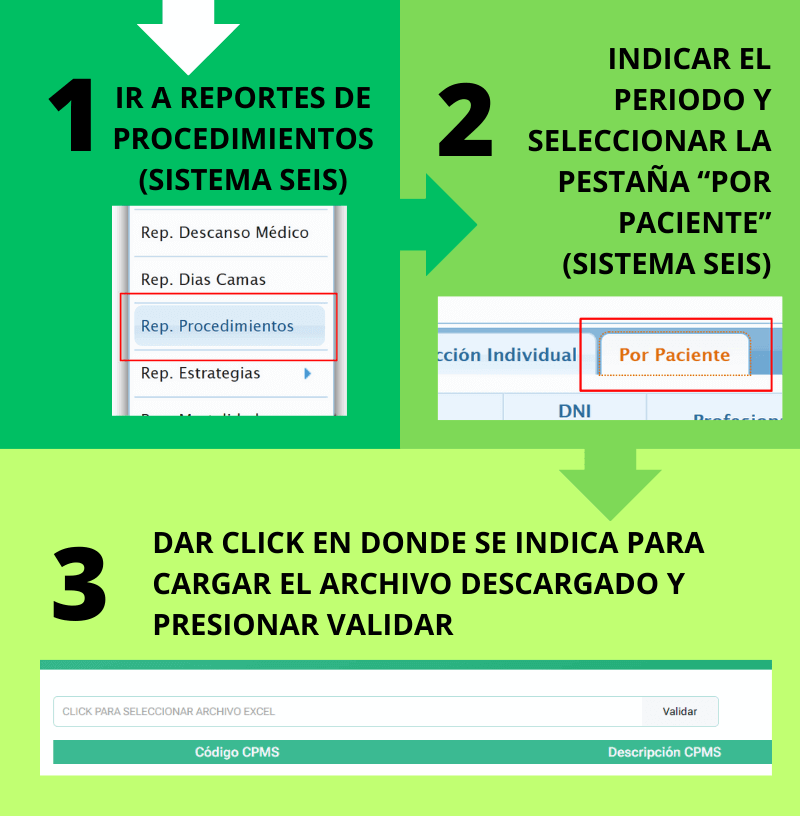 1
IR A REPORTES DE
PROCEDIMIENTOS
(SISTEMA SEIS)
Rep. Descanso Médico
Rep. Dias Camas
Rep. Procedimientos
Rep. Estrategias
2
INDICAR EL
PERIODO Y
SELECCIONAR LA
PESTAÑA “POR
PACIENTE”
(SISTEMA SEIS)
cción Individual
Por Paciente
DNI
3
DAR CLICK EN DONDE SE INDICA PARA
CARGAR EL ARCHIVO DESCARGADO Y
PRESIONAR VALIDAR
CLICK PARA SELECCIONAR ARCHIVO EXCEL
Validar
Código CPMS
Descripción CPMS